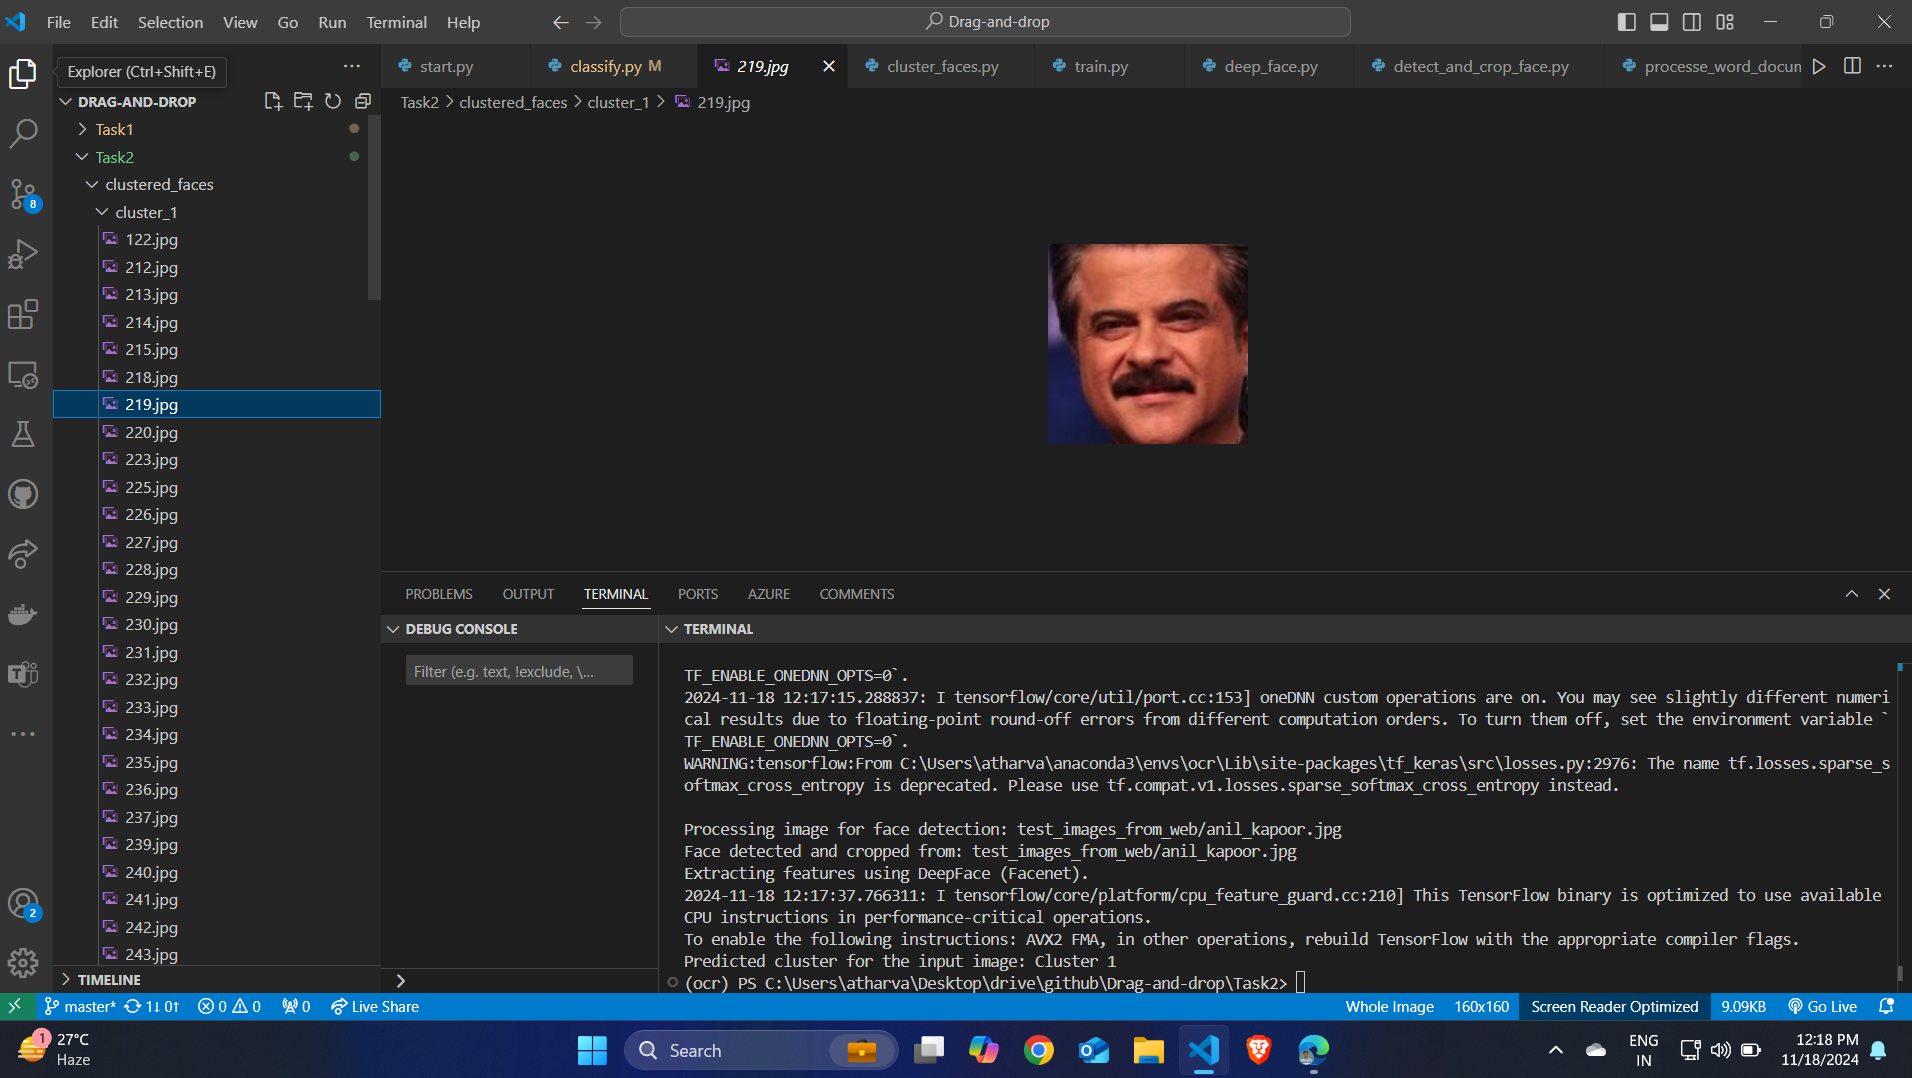 File Edit Selection View Go Run Terminal Help
Drag-and-drop
Explorer (Ctrl+Shift+E)
start.py
classify.py M
219.jpg
cluster_faces.py
train.py
deep_face.py
detect_and_crop_face.py
processe_word_docum
DRAG-AND-DROP
Task2 > clustered_faces > cluster_1 > 219.jpg
Task1
Task2
clustered_faces
cluster_1
122.jpg
212.jpg
213.jpg
214.jpg
215.jpg
218.jpg
219.jpg
220.jpg
223.jpg
225.jpg
226.jpg
227.jpg
228.jpg
229.jpg
230.jpg
231.jpg
232.jpg
233.jpg
234.jpg
235.jpg
236.jpg
237.jpg
239.jpg
240.jpg
241.jpg
242.jpg
243.jpg
TIMELINE
8
2
PROBLEMS OUTPUT TERMINAL PORTS AZURE COMMENTS
DEBUG CONSOLE
Filter (e.g. text, !exclude, \...
TERMINAL
TF_ENABLE_ONEDNN_OPTS=0`.
2024-11-18 12:17:15.288837: I tensorflow/core/util/port.cc:153] oneDNN custom operations are on. You may see slightly different numeri
cal results due to floating-point round-off errors from different computation orders. To turn them off, set the environment variable `
TF_ENABLE_ONEDNN_OPTS=0`.
WARNING:tensorflow:From C:\Users\atharva\anaconda3\envs\ocr\Lib\site-packages\tf_keras\src\losses.py:2976: The name tf.losses.sparse_s
oftmax_cross_entropy is deprecated. Please use tf.compat.v1.losses.sparse_softmax_cross_entropy instead.
Processing image for face detection: test_images_from_web/anil_kapoor.jpg
Face detected and cropped from: test_images_from_web/anil_kapoor.jpg
Extracting features using DeepFace (Facenet).
2024-11-18 12:17:37.766311: I tensorflow/core/platform/cpu_feature_guard.cc:210] This TensorFlow binary is optimized to use available
CPU instructions in performance-critical operations.
To enable the following instructions: AVX2 FMA, in other operations, rebuild TensorFlow with the appropriate compiler flags.
Predicted cluster for the input image: Cluster 1
(ocr) PS C:\Users\atharva\Desktop\drive\github\Drag-and-drop\Task2>
master* 1↓ 0↑ 0 0 0 Live Share
Whole Image 160x160 Screen Reader Optimized 9.09KB Go Live
1
27°C
Haze
Search
ENG
IN
12:18 PM
11/18/2024